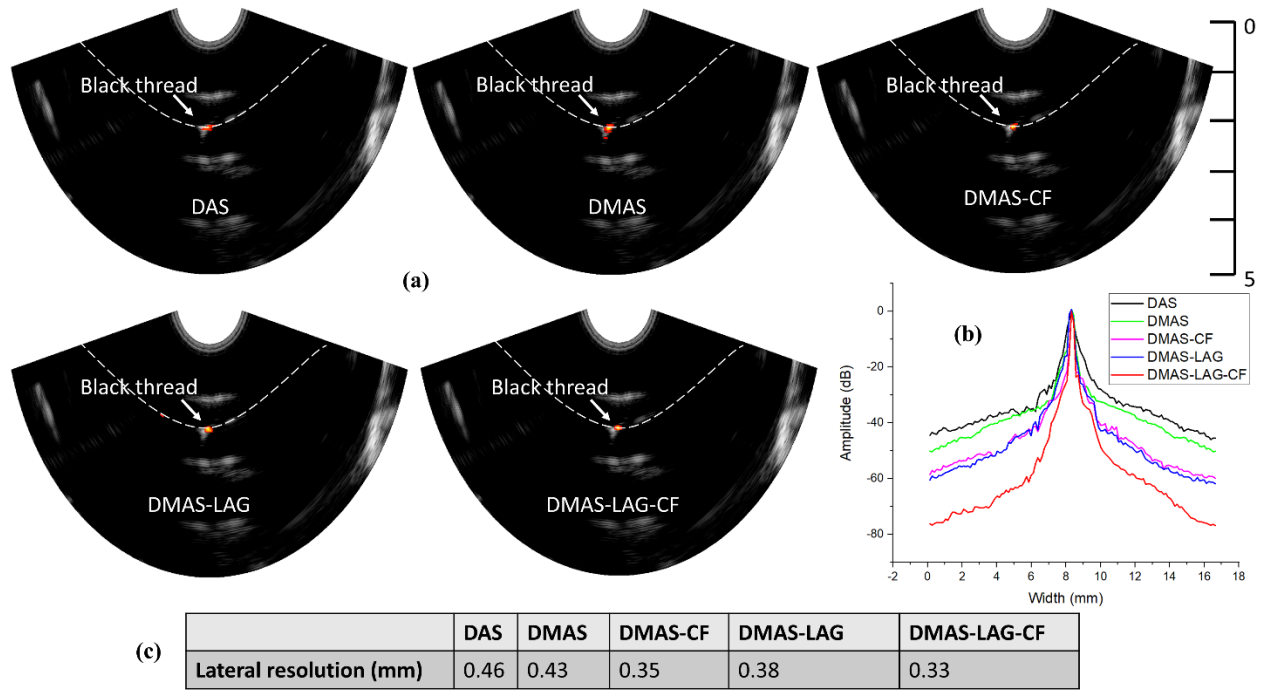 Black thread
DAS
Black thread
DMAS
Black thread
DMAS-CF
0
5
(a)
Black thread
DMAS-LAG
Black thread
DMAS-LAG-CF
(b)
DAS
DMAS
DMAS-CF
DMAS-LAG
DMAS-LAG-CF
Amplitude (dB)
0
-20
-40
-60
-80
-2 0 2 4 6 8 10 12 14 16 18
Width (mm)
(c)
DAS DMAS DMAS-CF DMAS-LAG DMAS-LAG-CF
Lateral resolution (mm) 0.46 0.43 0.35 0.38 0.33